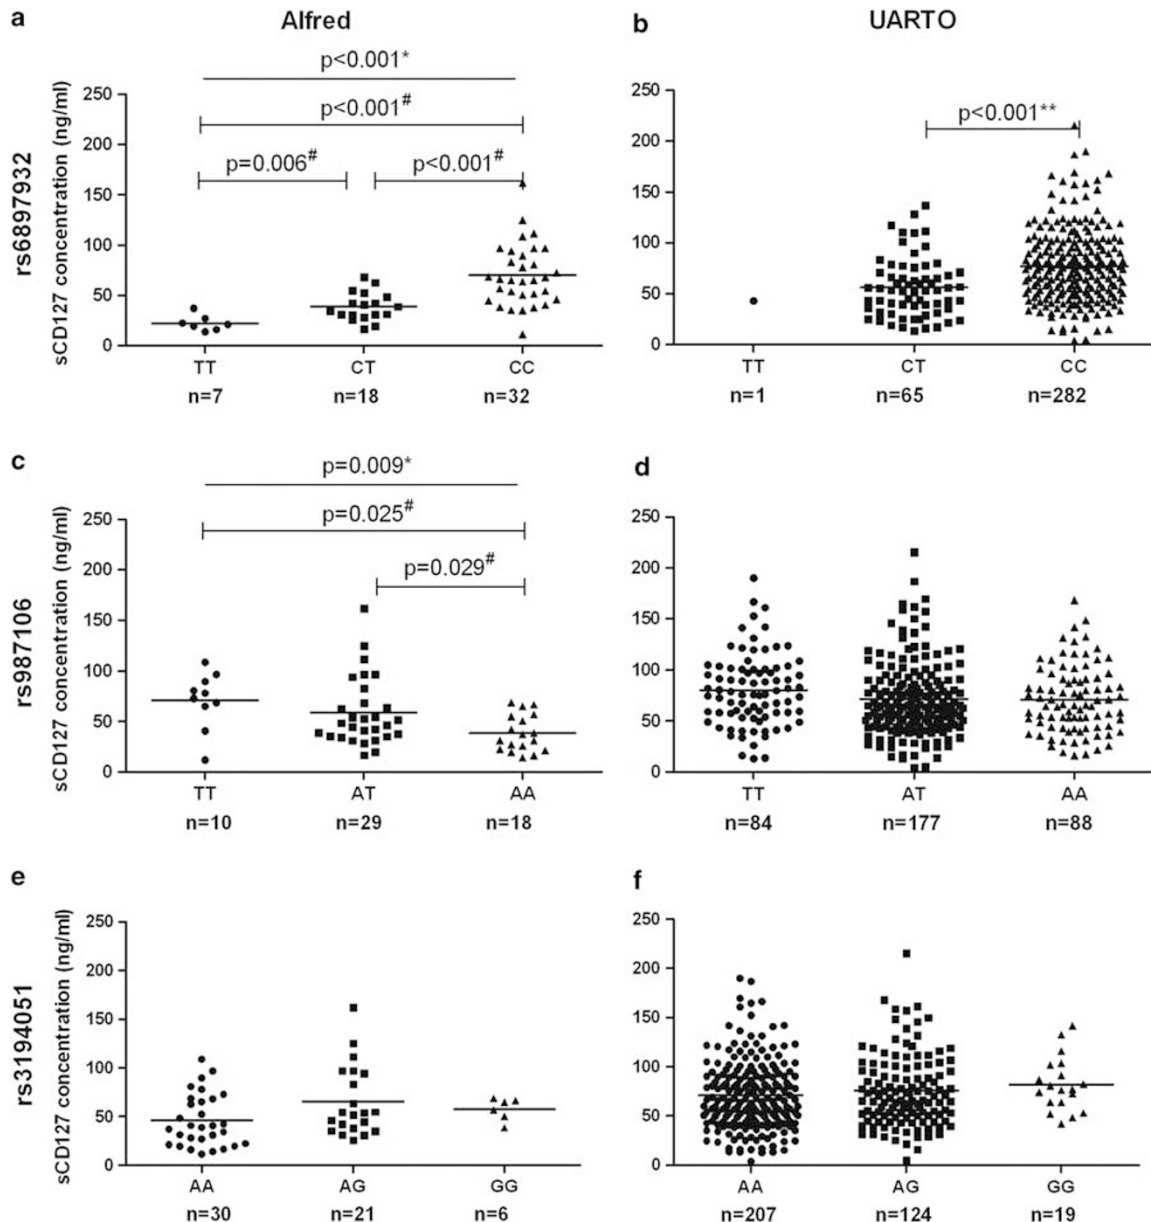 a Alfred b UARTO
p<0.001*
p<0.001#
p=0.006# p<0.001#
p<0.001**
rs6897932
sCD127 concentration (ng/ml)
250
200
150
100
50
0
250
200
150
100
50
0
TT CT CC TT CT CC
n=7 n=18 n=32 n=1 n=65 n=282
c d
p=0.009*
p=0.025#
p=0.029#
rs987106
sCD127 concentration (ng/ml)
250
200
150
100
50
0
250
200
150
100
50
0
TT AT AA TT AT AA
n=10 n=29 n=18 n=84 n=177 n=88
e f
rs3194051
sCD127 concentration (ng/ml)
250
200
150
100
50
0
250
200
150
100
50
0
AA AG GG AA AG GG
n=30 n=21 n=6 n=207 n=124 n=19